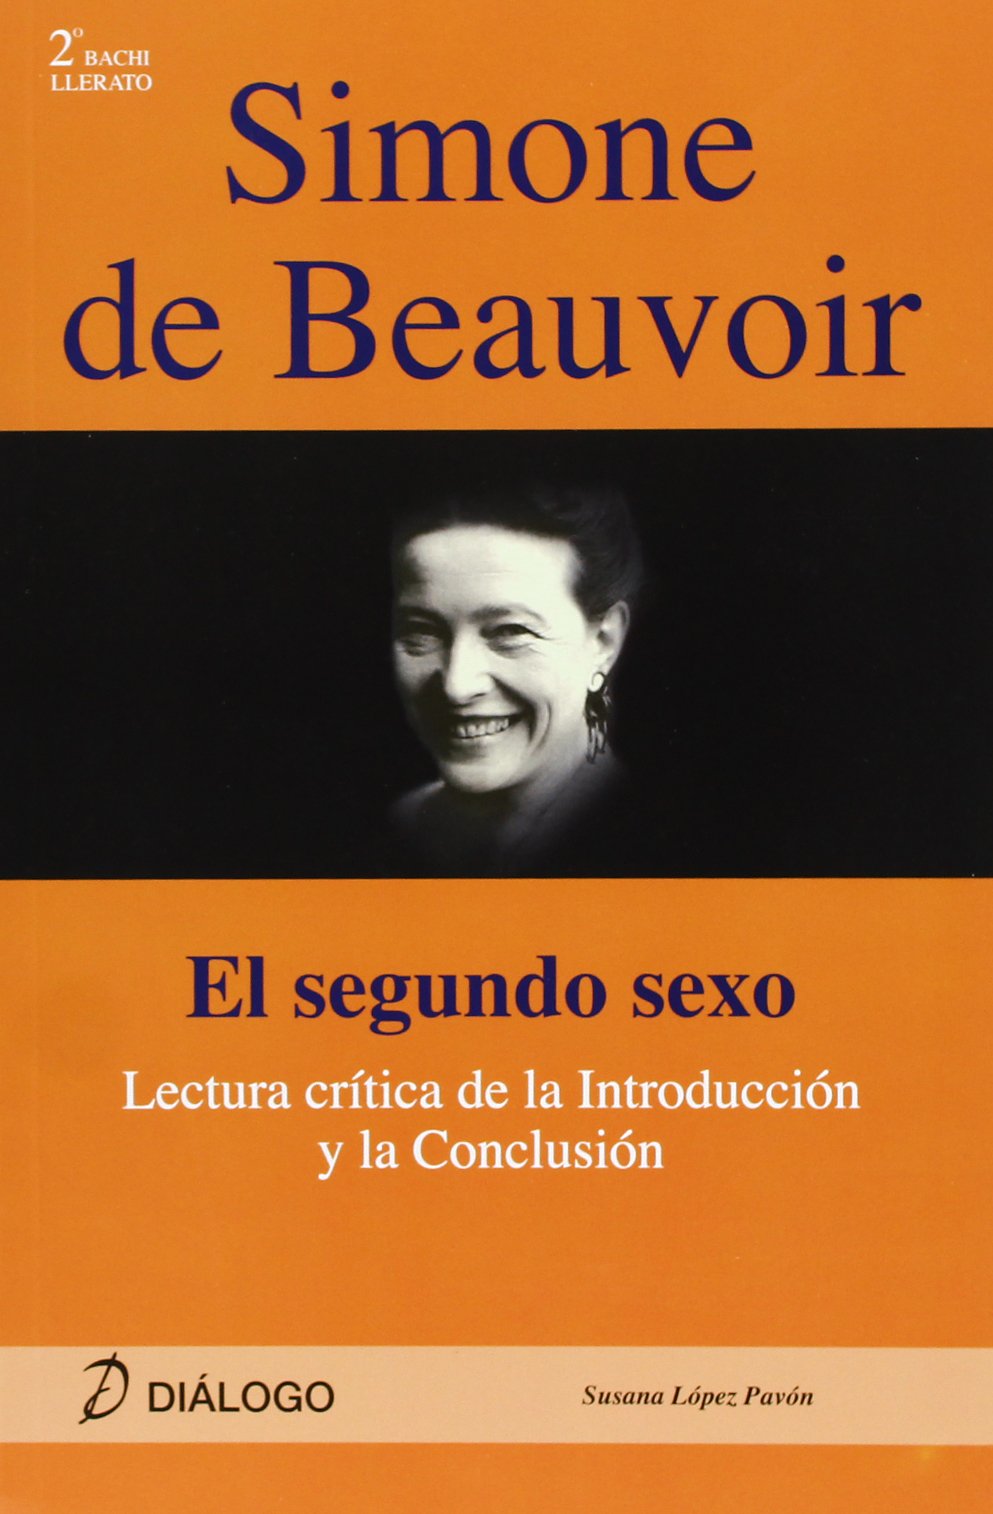 2º BACHI
LLERATO
Simone
de Beauvoir
El segundo sexo
Lectura crítica de la Introducción
y la Conclusión
DIÁLOGO
Susana López Pavón